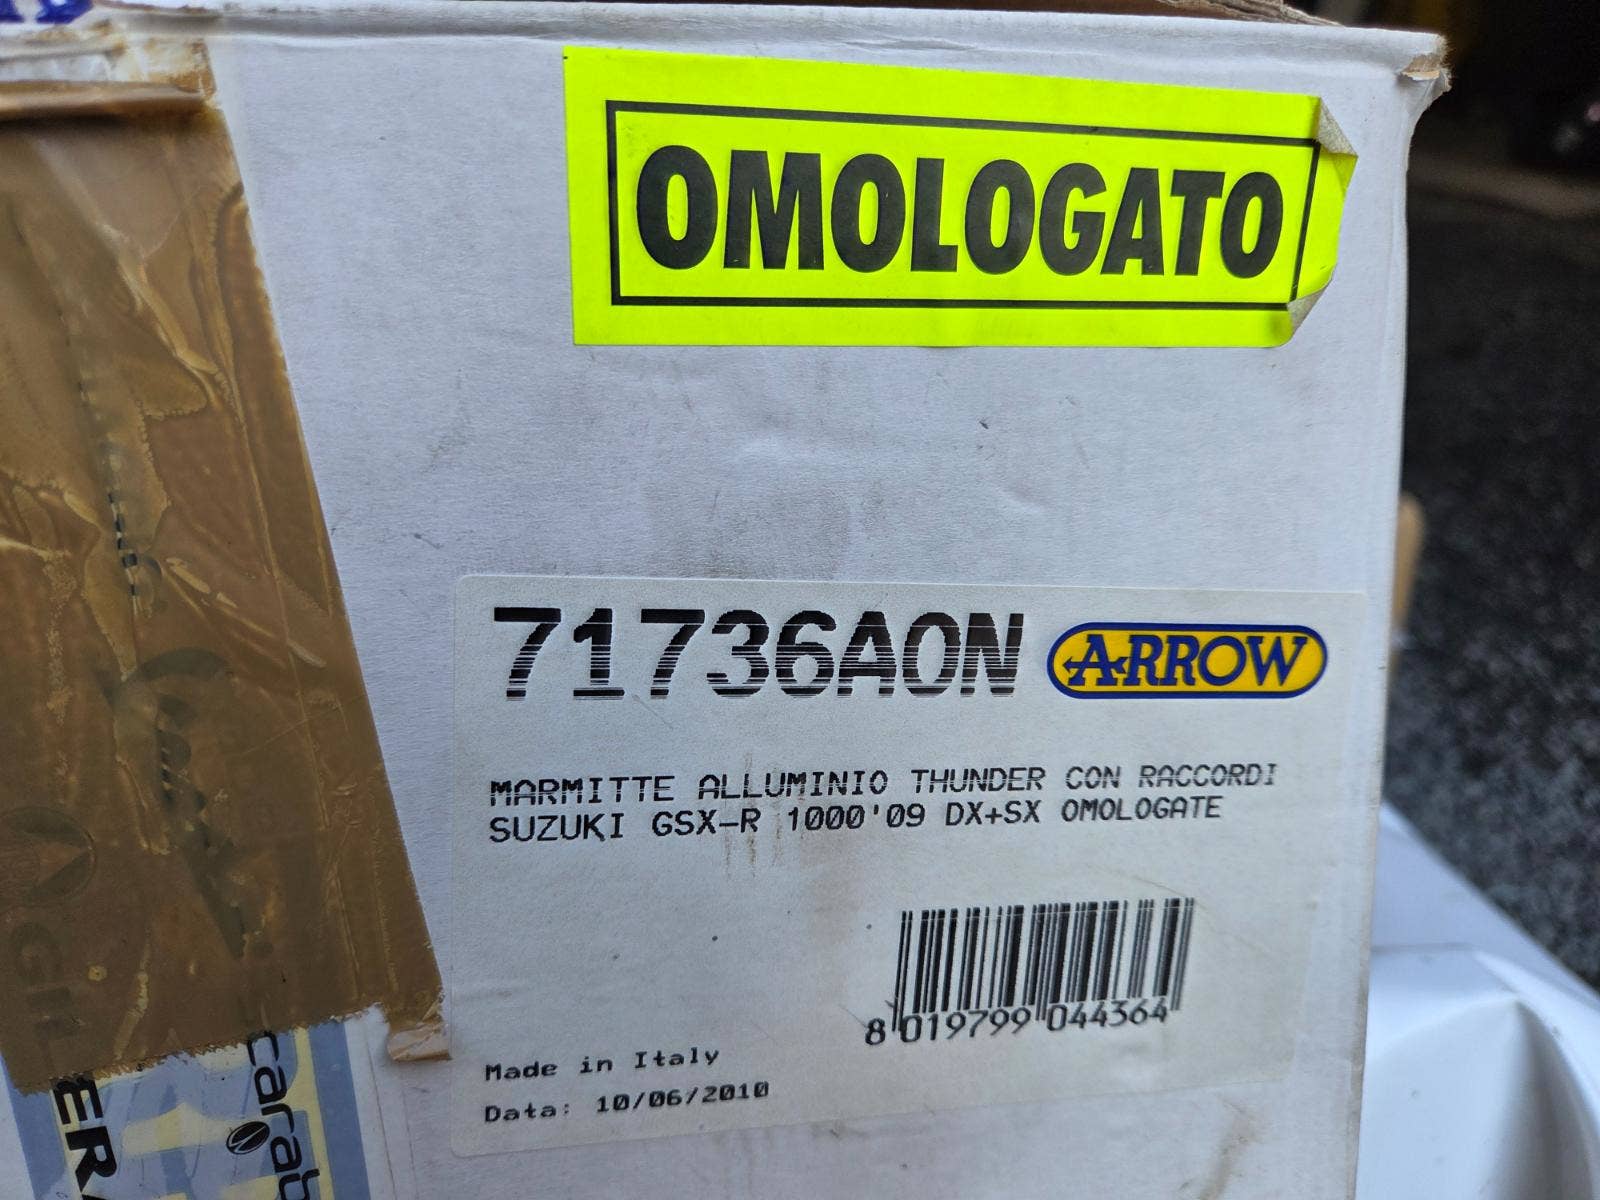 OMOLOGATO
71736AON ARROW
MARMITTE ALLUMINIO THUNDER CON RACCORDI
SUZUKI GSX-R 1000'09 DX+SX OMOLOGATE
8 019799 044364
Made in Italy
Data: 10/06/2010